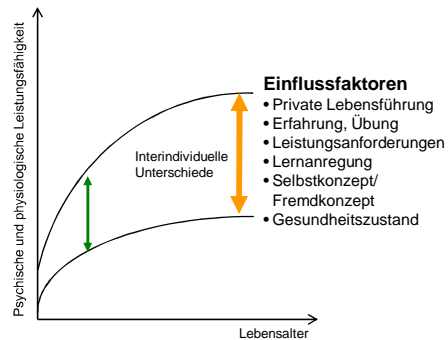 Psychische und physiologische Leistungsfähigkeit
Einflussfaktoren
• Private Lebensführung
• Erfahrung, Übung
• Leistungsanforderungen
• Lernanregung
• Selbstkonzept/
Fremdkonzept
• Gesundheitszustand
Interindividuelle
Unterschiede
Lebensalter